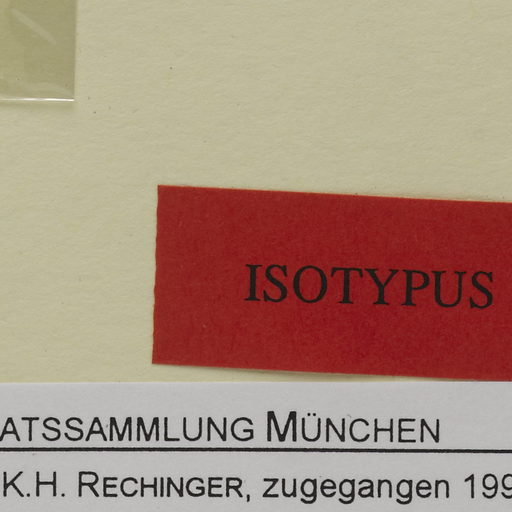 ISOTYPUS
ATSSAMMLUNG MÜNCHEN
K.H. RECHINGER, zugegangen 199